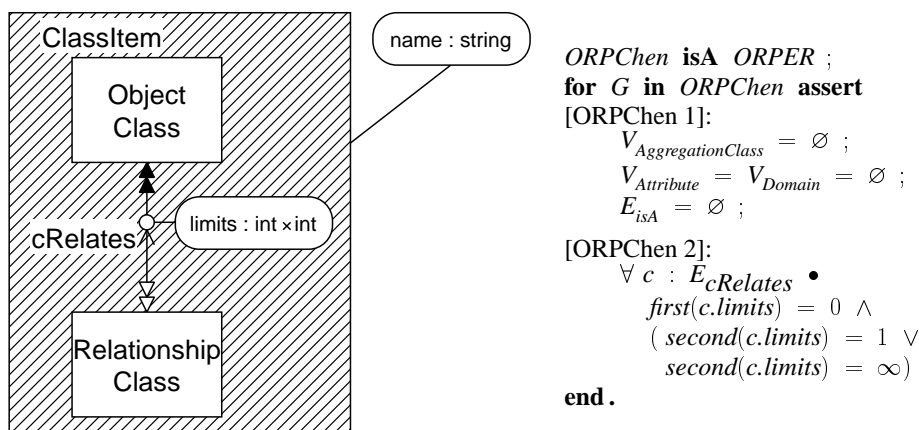 ClassItem
name : string
Object
Class
cRelates
limits : int × int
Relationship
Class
ORPChen isA ORPER ;
for G in ORPChen assert
[ORPChen 1]:
V_AggregationClass = ∅ ;
V_Attribute = V_Domain = ∅ ;
E_isA = ∅ ;
[ORPChen 2]:
∀ c : E_cRelates •
first(c.limits) = 0 ∧
( second(c.limits) = 1 ∨
second(c.limits) = ∞)
end .